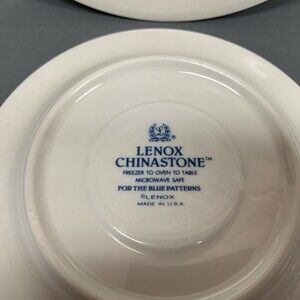 L
®
LENOX
CHINASTONE™
FREEZER TO OVEN TO TABLE
MICROWAVE SAFE
FOR THE BLUE PATTERNS
©LENOX
MADE IN U.S.A.